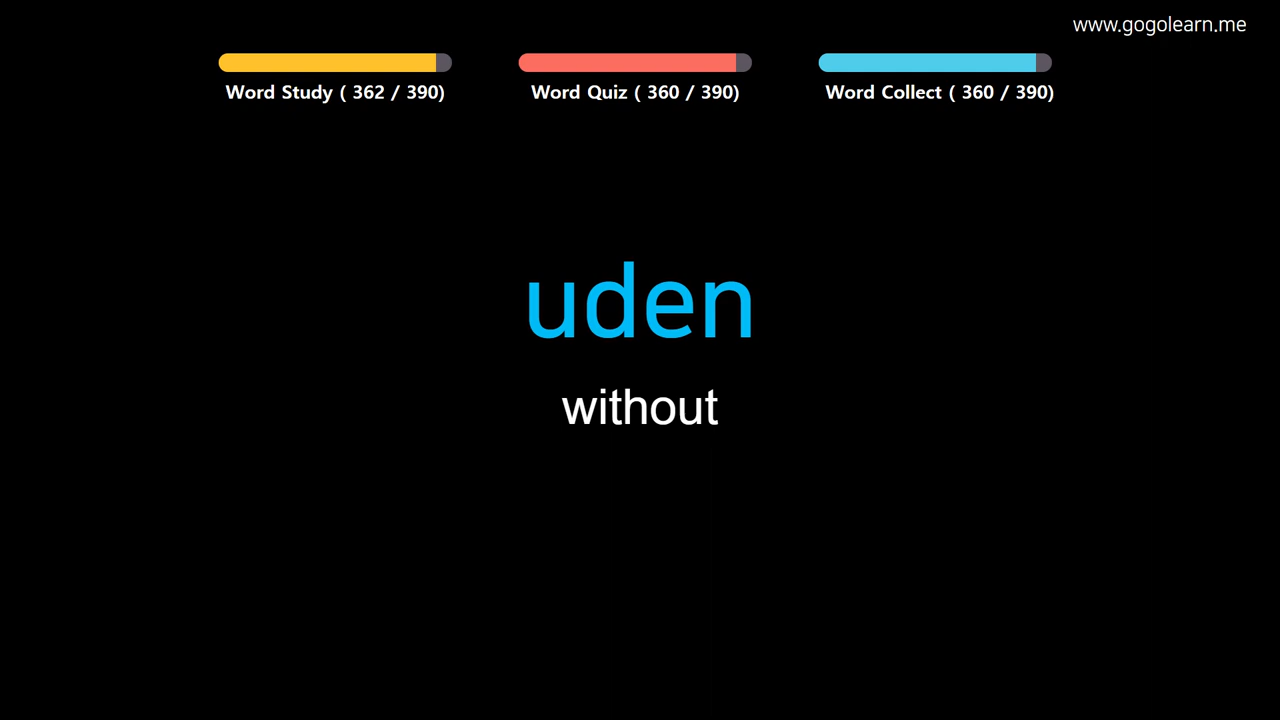 www.gogolearn.me
Word Study ( 362 / 390)
Word Quiz ( 360 / 390)
Word Collect ( 360 / 390)
uden
without